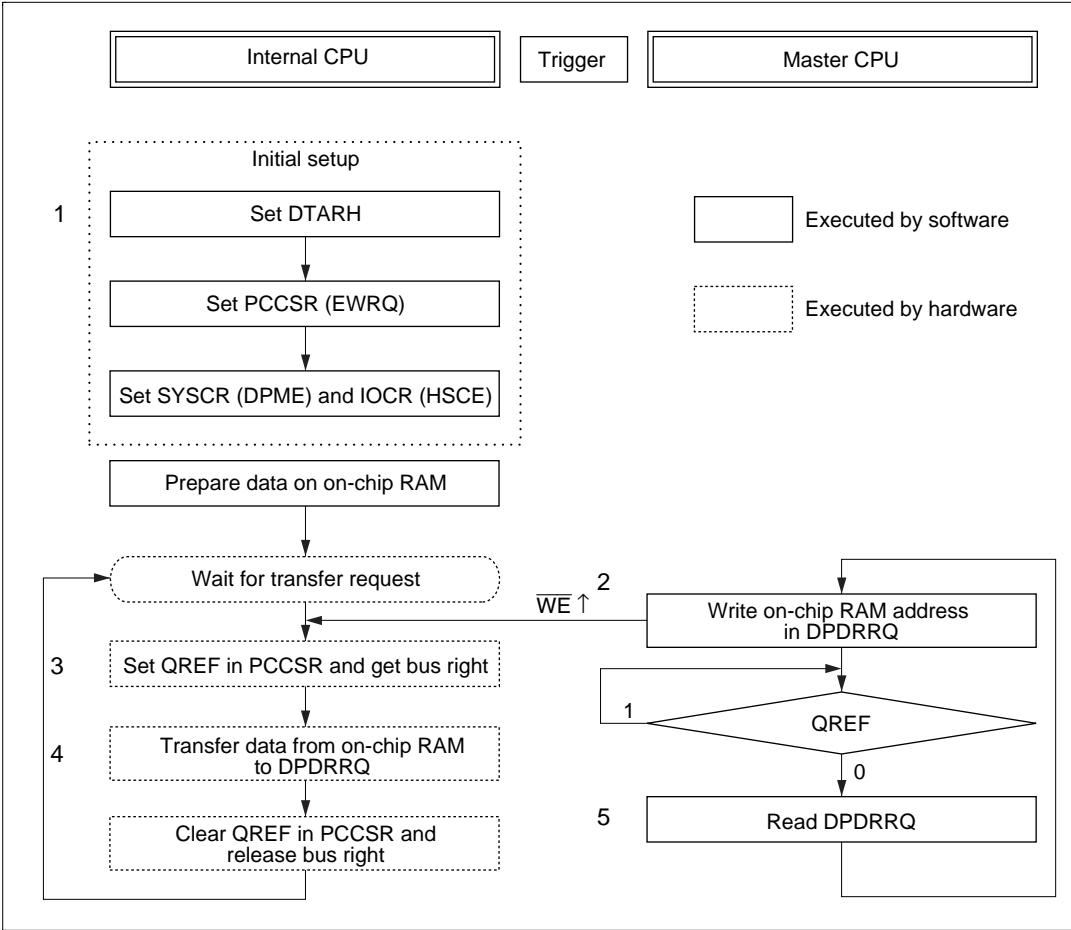 Internal CPU
Trigger
Master CPU
Initial setup
1
Set DTARH
Executed by software
Set PCCSR (EWRQ)
Executed by hardware
Set SYSCR (DPME) and IOCR (HSCE)
Prepare data on on-chip RAM
Wait for transfer request
2
WE ↑
Write on-chip RAM address
in DPDRRQ
3
Set QREF in PCCSR and get bus right
1
QREF
4
Transfer data from on-chip RAM
to DPDRRQ
0
5
Read DPDRRQ
Clear QREF in PCCSR and
release bus right